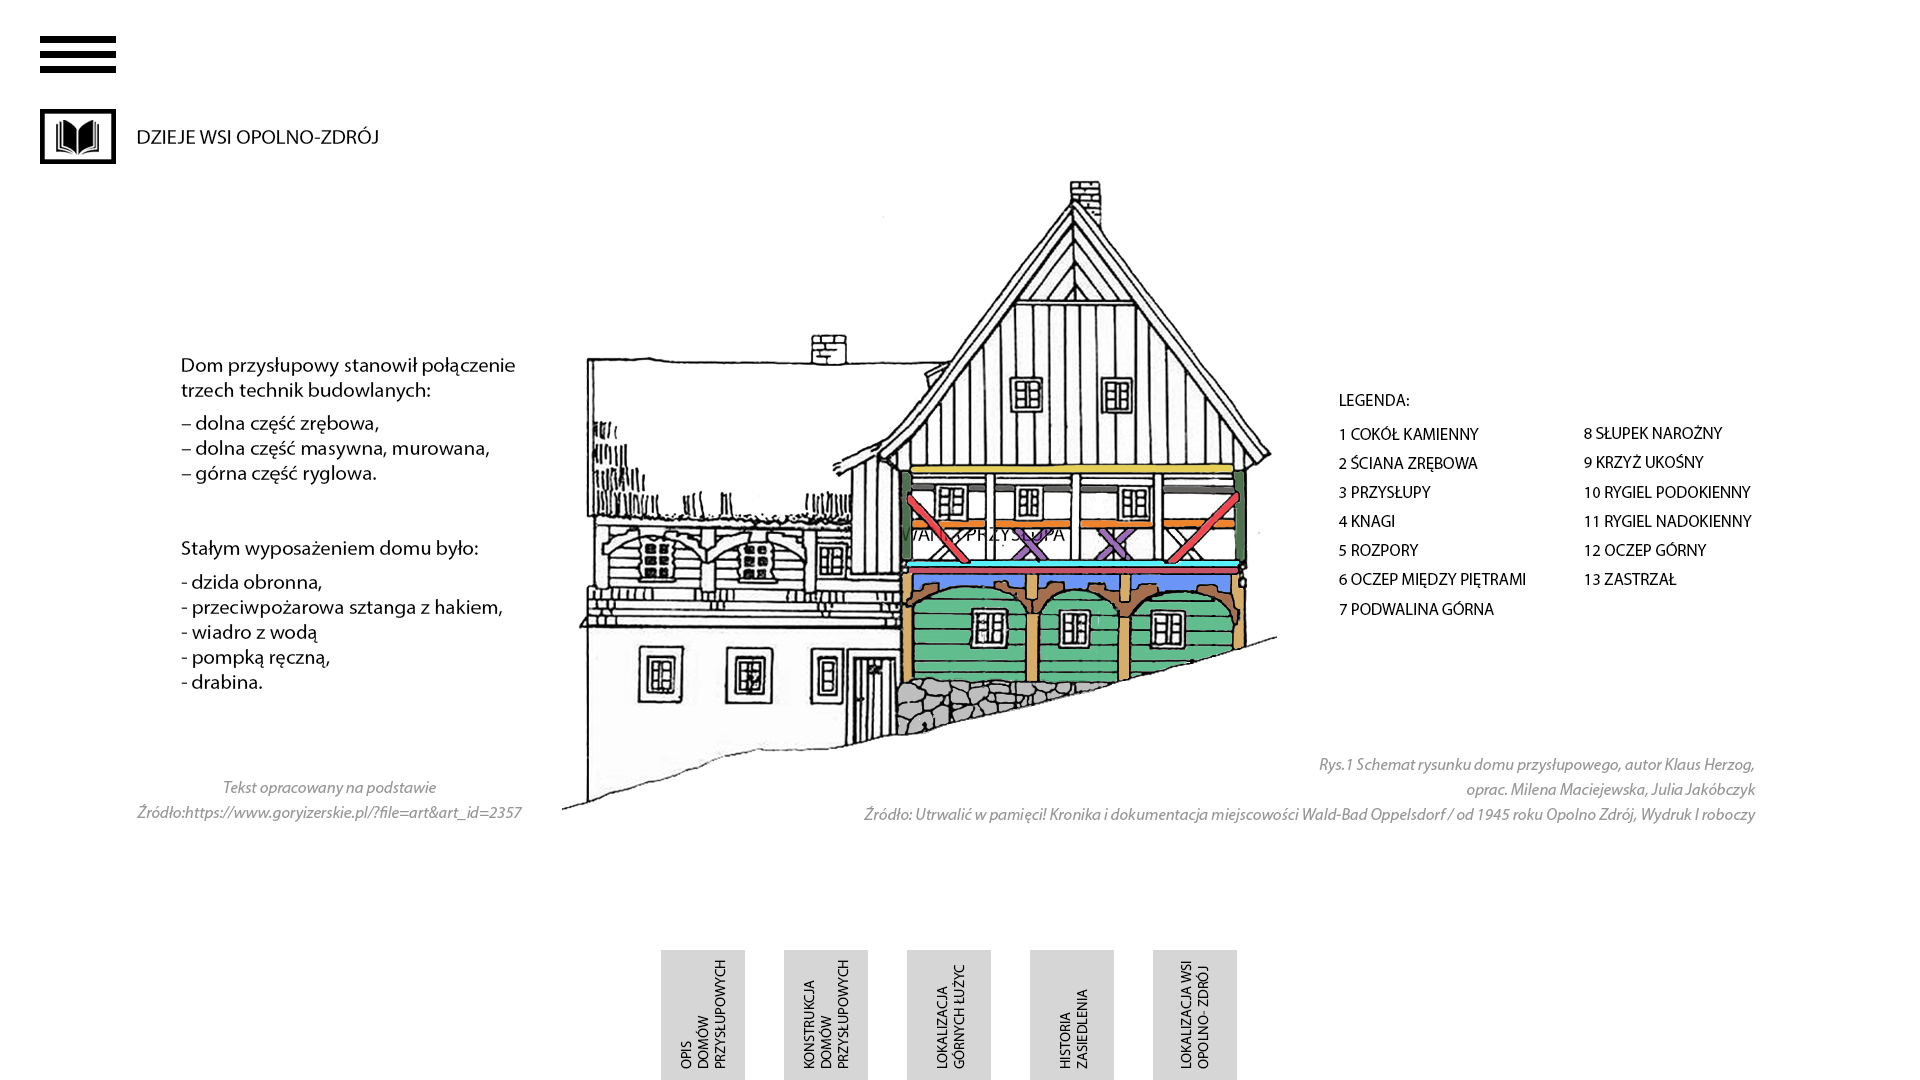 DZIEJE WSI OPOLNO-ZDRÓJ
Dom przysłupowy stanowił połączenie
trzech technik budowlanych:
– dolna część zrębowa,
– dolna część masywna, murowana,
– górna część ryglowa.
Stałym wyposażeniem domu było:
- dzida obronna,
- przeciwpożarowa sztanga z hakiem,
- wiadro z wodą
- pompką ręczną,
- drabina.
Tekst opracowany na podstawie
Źródło:https://www.goryizerskie.pl/?file=art&art_id=2357
PRZYSŁUPA
LEGENDA:
1 COKÓŁ KAMIENNY
2 ŚCIANA ZRĘBOWA
3 PRZYSŁUPY
4 KNAGI
5 ROZPORY
6 OCZEP MIĘDZY PIĘTRAMI
7 PODWALINA GÓRNA
8 SŁUPEK NAROŻNY
9 KRZYŻ UKOŚNY
10 RYGIEL PODOKIENNY
11 RYGIEL NADOKIENNY
12 OCZEP GÓRNY
13 ZASTRZAŁ
Rys.1 Schemat rysunku domu przysłupowego, autor Klaus Herzog,
oprac. Milena Maciejewska, Julia Jakóbczyk
Źródło: Utrwalić w pamięci! Kronika i dokumentacja miejscowości Wald-Bad Oppelsdorf / od 1945 roku Opolno Zdrój, Wydruk I roboczy
OPIS
DOMÓW
PRZYSŁUPOWYCH
KONSTRUKCJA
DOMÓW
PRZYSŁUPOWYCH
LOKALIZACJA
GÓRNYCH ŁUŻYC
HISTORIA
ZASIEDLENIA
LOKALIZACJA WSI
OPOLNO- ZDRÓJ